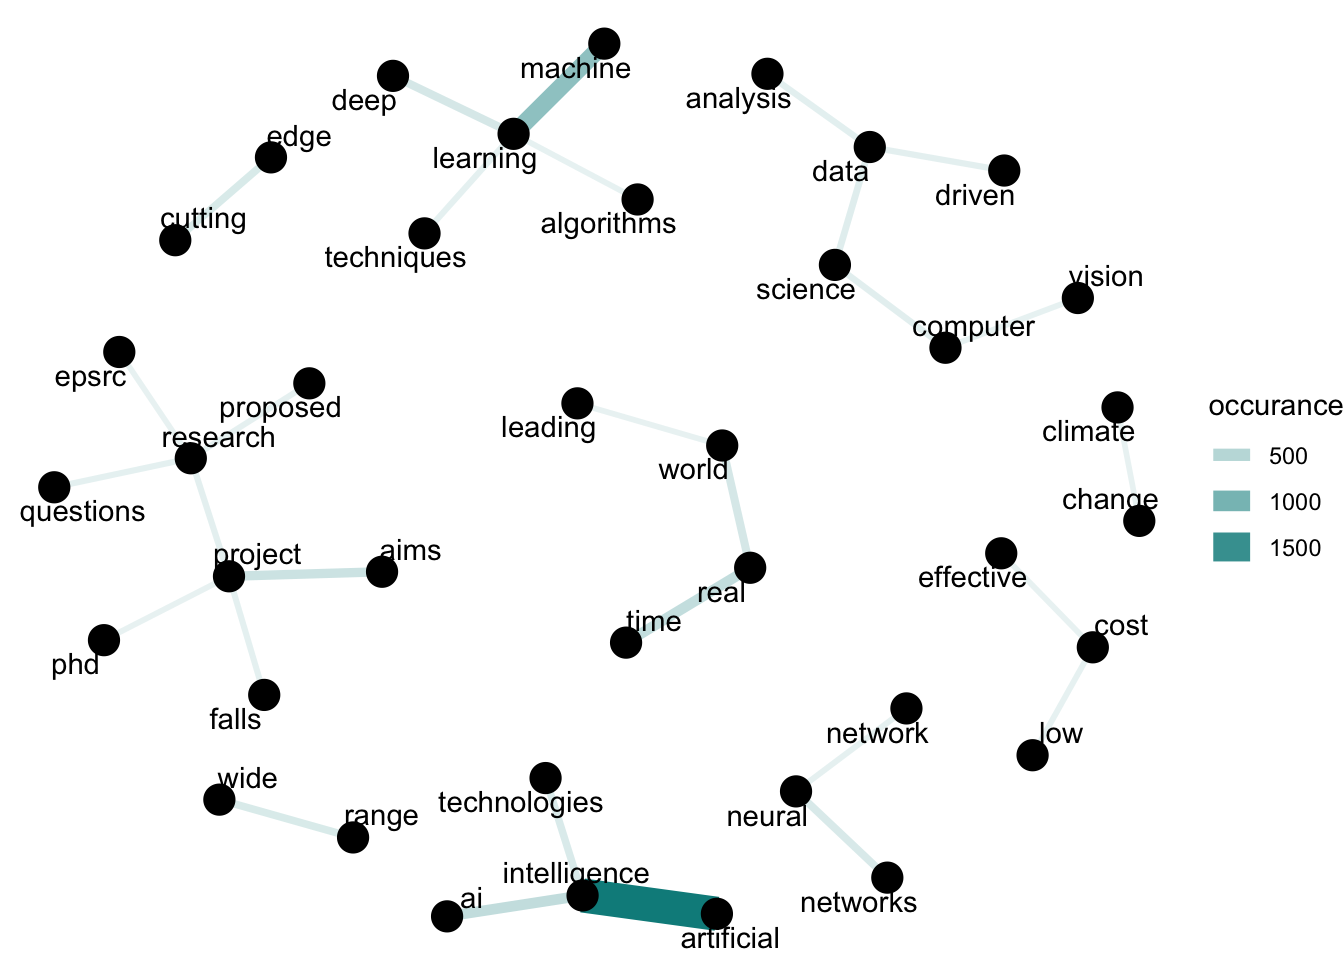 machine
deep
analysis
edge
learning
data
driven
cutting
algorithms
techniques
science
vision
computer
epsrc
proposed
leading
climate
occurance
research
world
500
questions
change
1000
project
aims
effective
1500
real
time
cost
phd
falls
network
low
wide
technologies
range
neural
intelligence
ai
networks
artificial